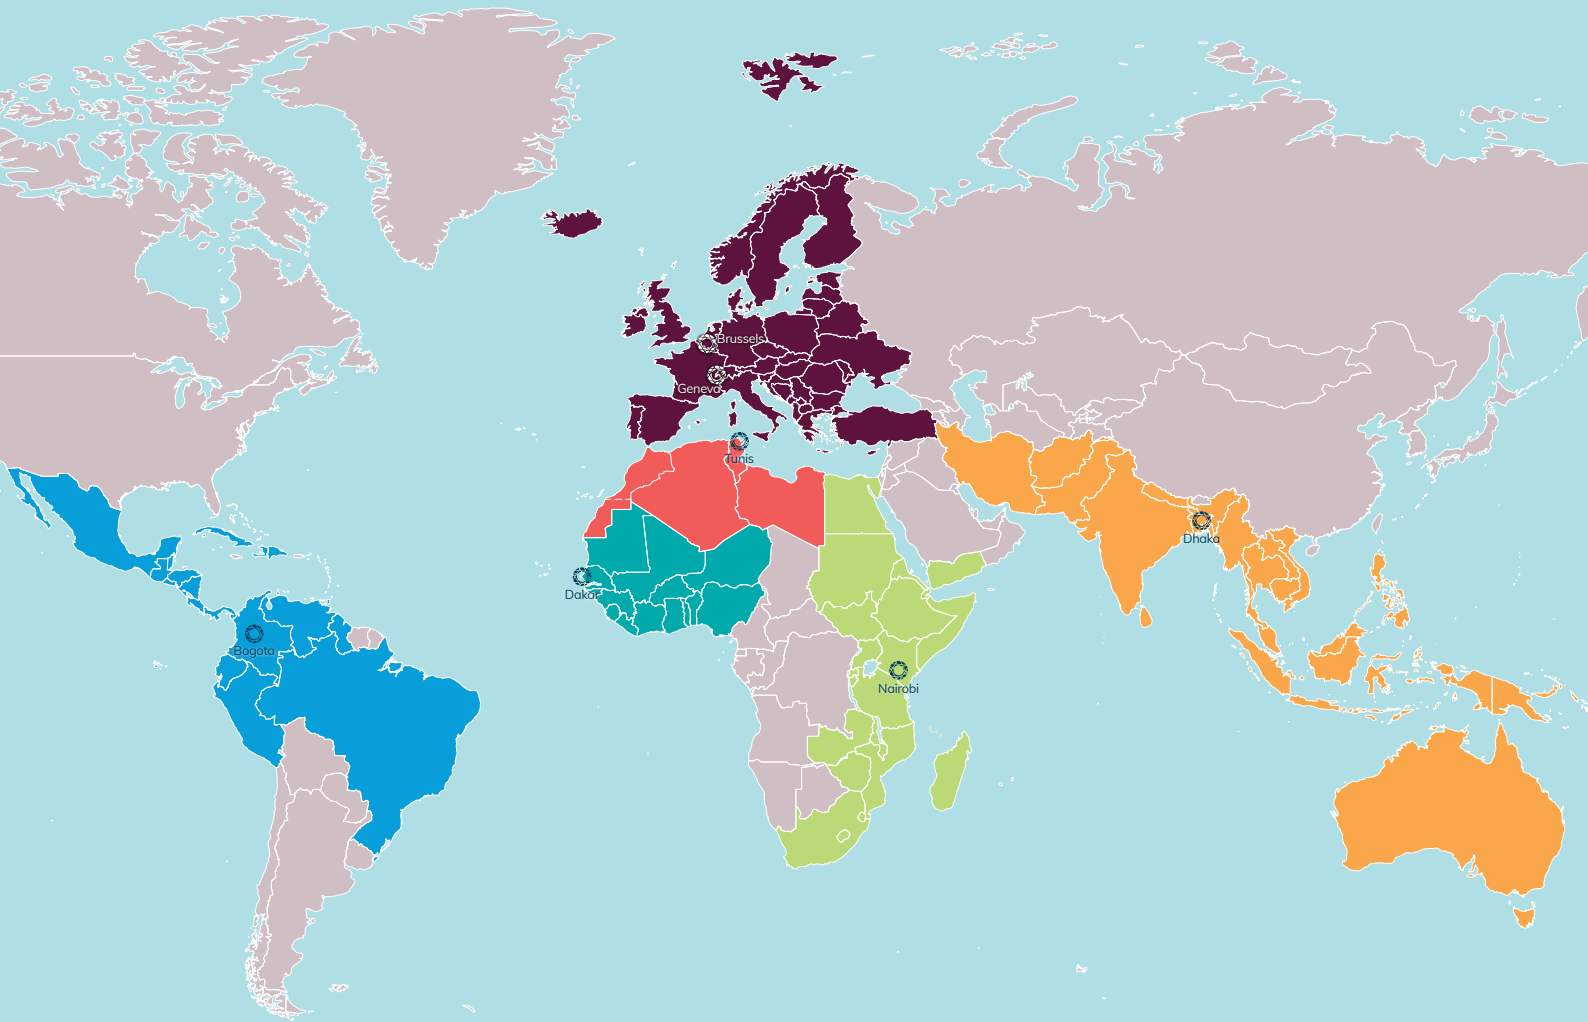 Brussels
Geneva
Tunis
Dhaka
Dakar
Bogota
Nairobi